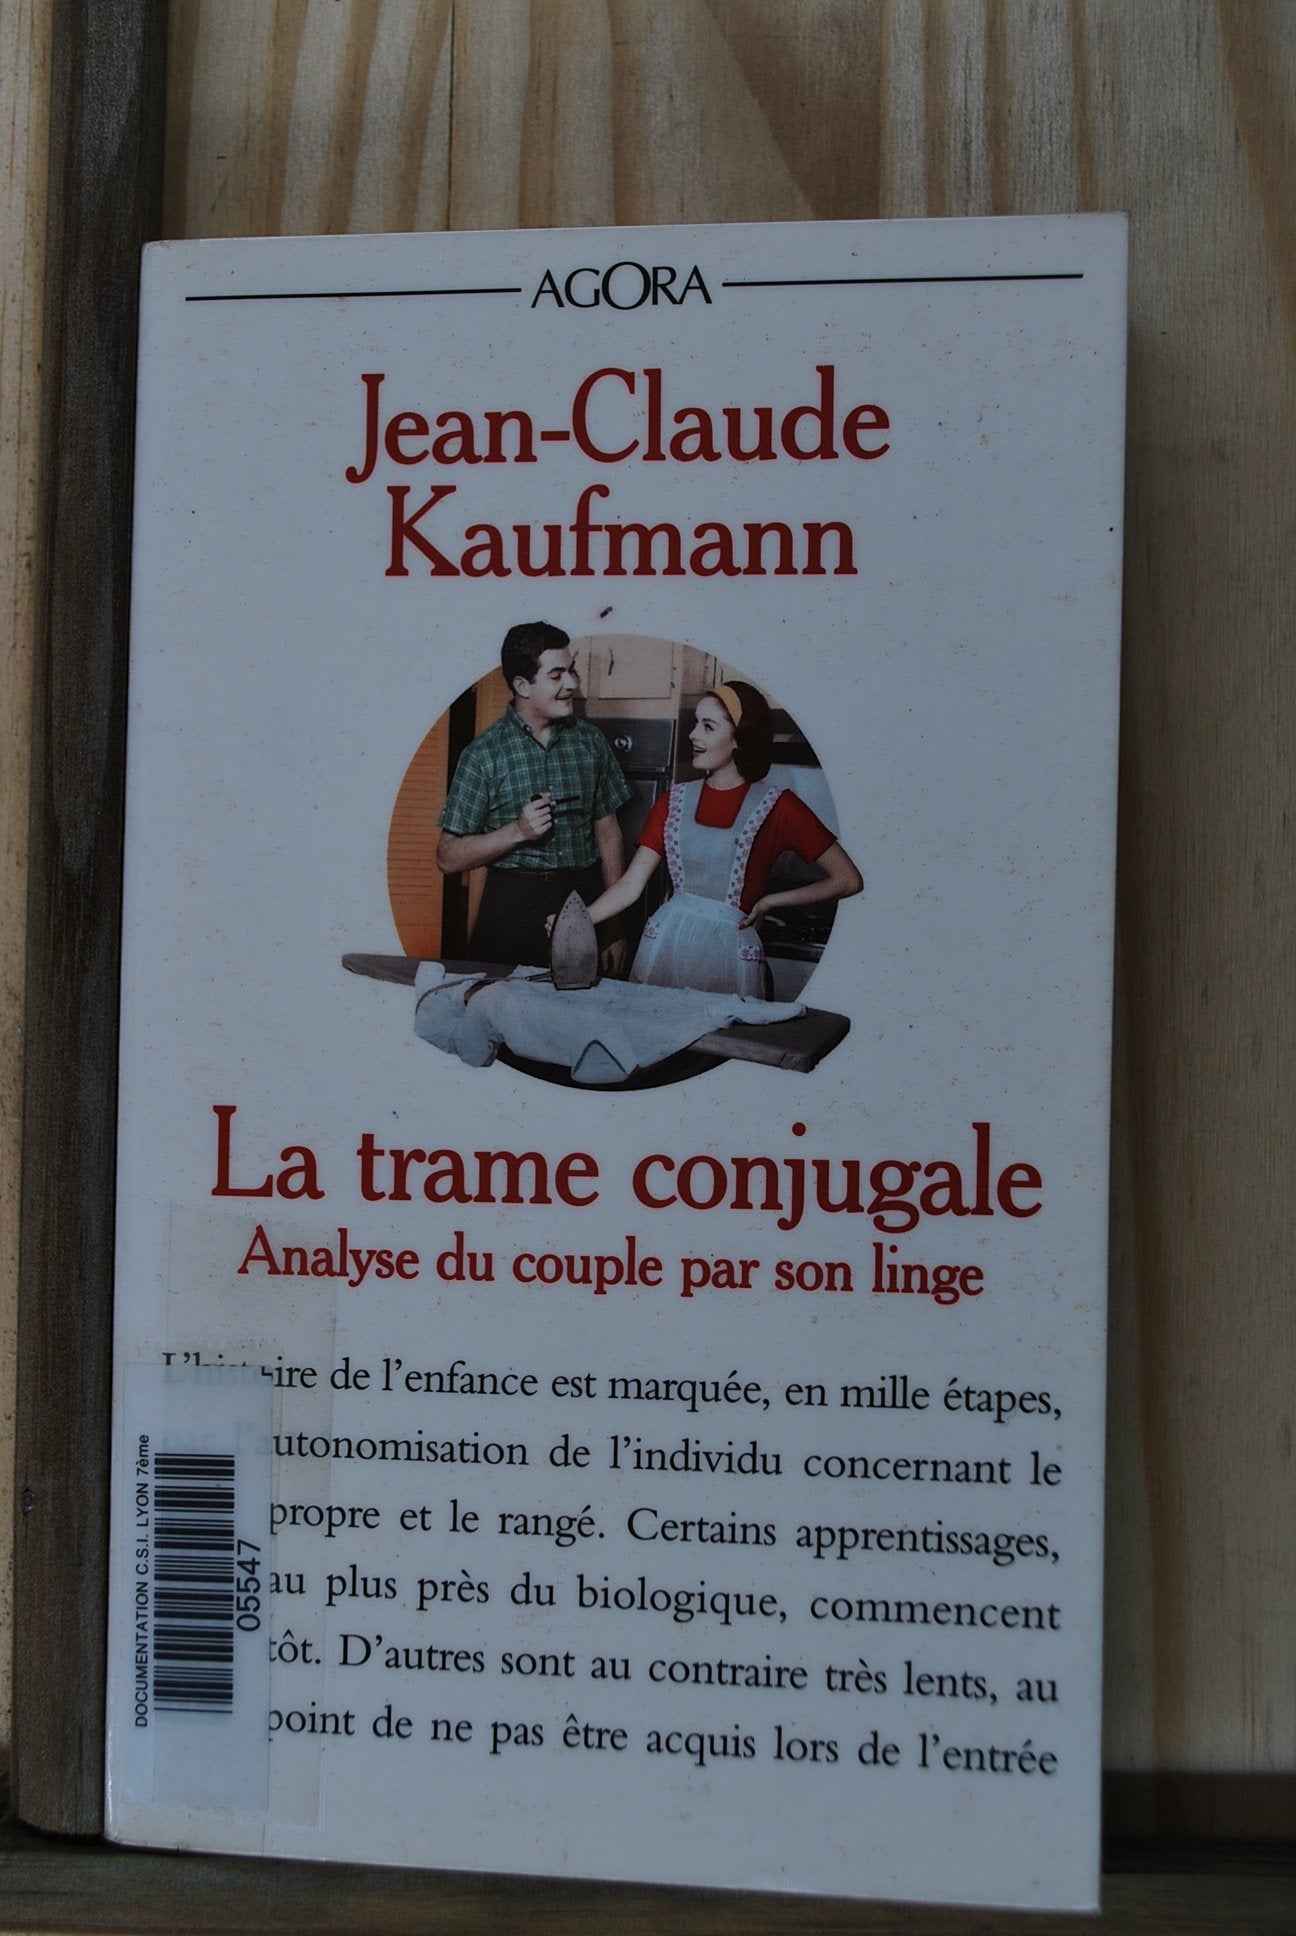 AGORA
Jean-Claude
Kaufmann
La trame conjugale
Analyse du couple par son linge
L'histoire de l'enfance est marquée, en mille étapes,
par l'autonomisation de l'individu concernant le
propre et le rangé. Certains apprentissages,
au plus près du biologique, commencent
tôt. D'autres sont au contraire très lents, au
point de ne pas être acquis lors de l'entrée
DOCUMENTATION C.S.I. LYON 7ème
05547